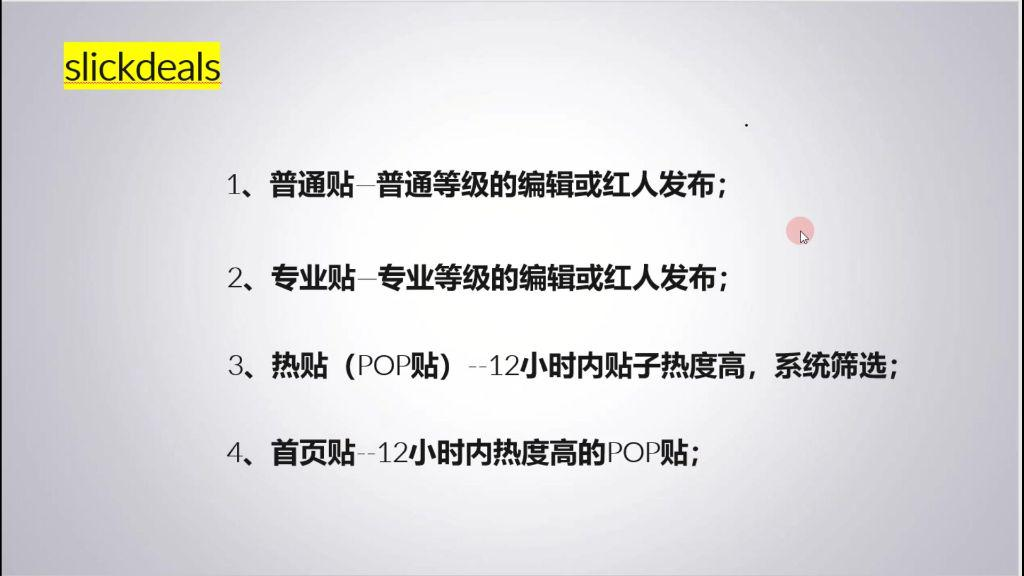 slickdeals
1、普通贴–普通等级的编辑或红人发布；
2、专业贴–专业等级的编辑或红人发布；
3、热贴（POP贴）--12小时内贴子热度高，系统筛选；
4、首页贴--12小时内热度高的POP贴；